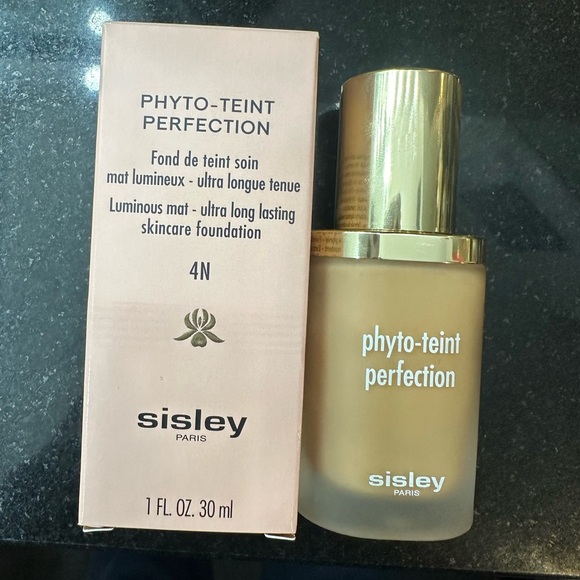 PHYTO-TEINT
PERFECTION
Fond de teint soin
mat lumineux - ultra longue tenue
Luminous mat - ultra long lasting
skincare foundation
4N
sisley
PARIS
1 FL. OZ. 30 ml
phyto-teint
perfection
sisley
PARIS